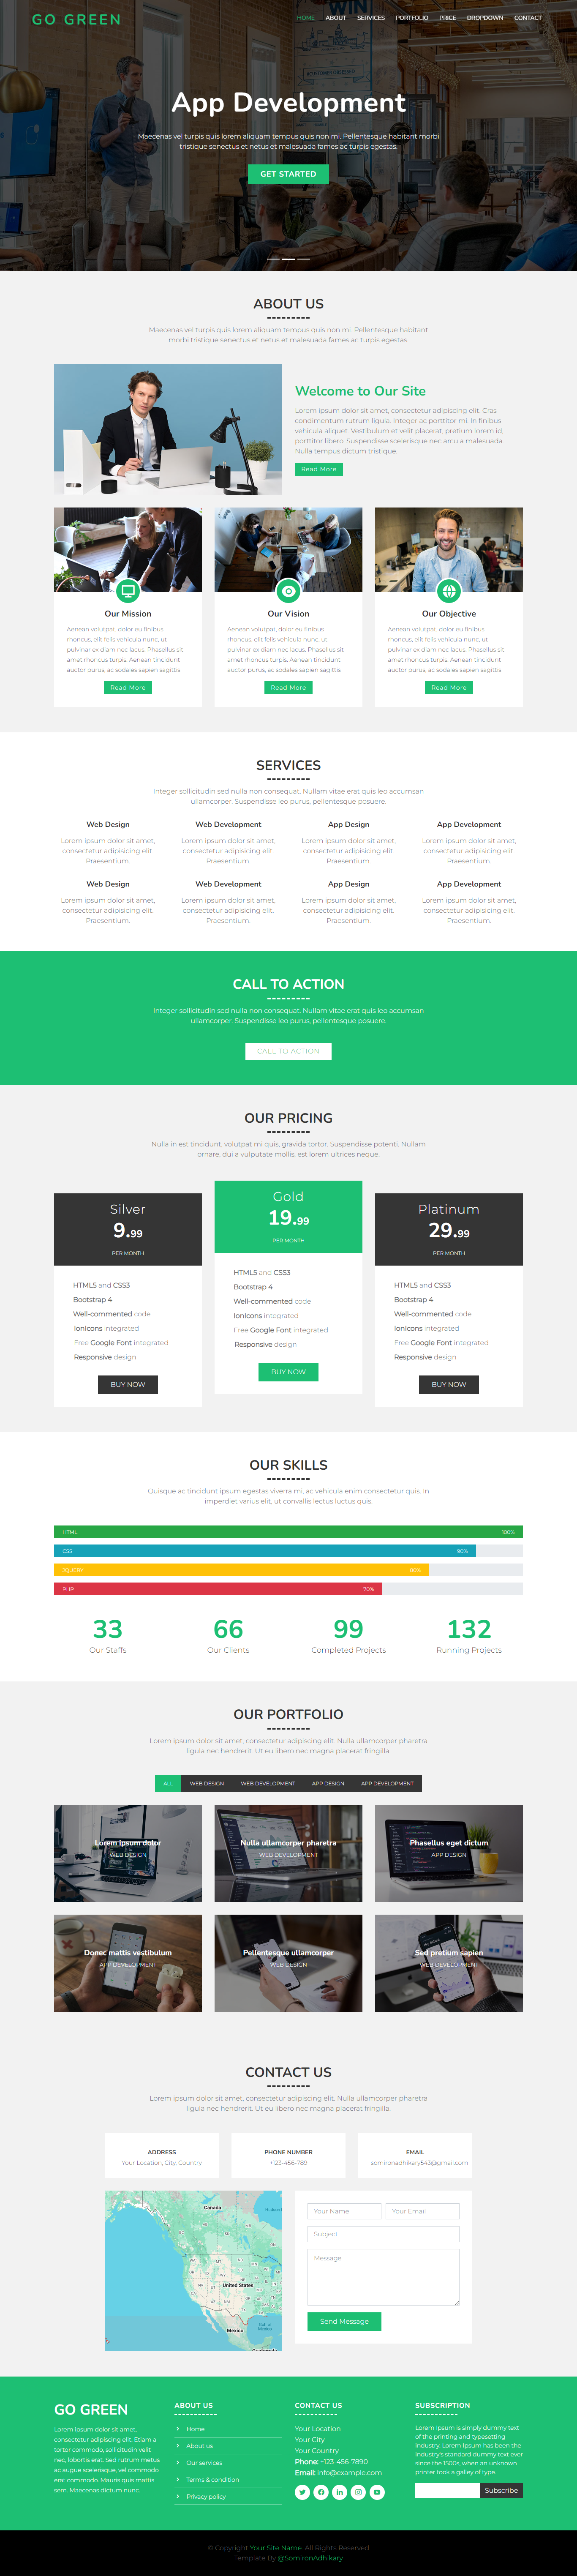 GO GREEN
HOME ABOUT SERVICES PORTFOLIO PRICE DROPDOWN CONTACT
App Development
Maecenas vel turpis quis lorem aliquam tempus quis non mi. Pellentesque habitant morbi
tristique senectus et netus et malesuada fames ac turpis egestas.
GET STARTED
ABOUT US
Maecenas vel turpis quis lorem aliquam tempus quis non mi. Pellentesque habitant
morbi tristique senectus et netus et malesuada fames ac turpis egestas.
Welcome to Our Site
Lorem ipsum dolor sit amet, consectetur adipiscing elit. Cras
condimentum rutrum ligula. Integer ac porttitor mi. In finibus
vehicula aliquet. Vestibulum et velit placerat, pretium lorem id,
porttitor libero. Suspendisse scelerisque nec arcu a malesuada.
Nulla tempus dictum tristique.
Read More
Our Mission
Aenean volutpat, dolor eu finibus
rhoncus, elit felis vehicula nunc, ut
pulvinar ex diam nec lacus. Phasellus sit
amet rhoncus turpis. Aenean tincidunt
auctor purus, ac sodales sapien sagittis
Read More
Our Vision
Aenean volutpat, dolor eu finibus
rhoncus, elit felis vehicula nunc, ut
pulvinar ex diam nec lacus. Phasellus sit
amet rhoncus turpis. Aenean tincidunt
auctor purus, ac sodales sapien sagittis
Read More
Our Objective
Aenean volutpat, dolor eu finibus
rhoncus, elit felis vehicula nunc, ut
pulvinar ex diam nec lacus. Phasellus sit
amet rhoncus turpis. Aenean tincidunt
auctor purus, ac sodales sapien sagittis
Read More
SERVICES
Integer sollicitudin sed nulla non consequat. Nullam vitae erat quis leo accumsan
ullamcorper. Suspendisse leo purus, pellentesque posuere.
Web Design
Lorem ipsum dolor sit amet,
consectetur adipisicing elit.
Praesentium.
Web Development
Lorem ipsum dolor sit amet,
consectetur adipisicing elit.
Praesentium.
App Design
Lorem ipsum dolor sit amet,
consectetur adipisicing elit.
Praesentium.
App Development
Lorem ipsum dolor sit amet,
consectetur adipisicing elit.
Praesentium.
Web Design
Lorem ipsum dolor sit amet,
consectetur adipisicing elit.
Praesentium.
Web Development
Lorem ipsum dolor sit amet,
consectetur adipisicing elit.
Praesentium.
App Design
Lorem ipsum dolor sit amet,
consectetur adipisicing elit.
Praesentium.
App Development
Lorem ipsum dolor sit amet,
consectetur adipisicing elit.
Praesentium.
CALL TO ACTION
Integer sollicitudin sed nulla non consequat. Nullam vitae erat quis leo accumsan
ullamcorper. Suspendisse leo purus, pellentesque posuere.
CALL TO ACTION
OUR PRICING
Nulla in est tincidunt, volutpat mi quis, gravida tortor. Suspendisse potenti. Nullam
ornare, dui a vulputate mollis, est lorem ultrices neque.
Silver
9.99
PER MONTH
HTML5 and CSS3
Bootstrap 4
Well-commented code
IonIcons integrated
Free Google Font integrated
Responsive design
BUY NOW
Gold
19.99
PER MONTH
HTML5 and CSS3
Bootstrap 4
Well-commented code
IonIcons integrated
Free Google Font integrated
Responsive design
BUY NOW
Platinum
29.99
PER MONTH
HTML5 and CSS3
Bootstrap 4
Well-commented code
IonIcons integrated
Free Google Font integrated
Responsive design
BUY NOW
OUR SKILLS
Quisque ac tincidunt ipsum egestas viverra mi, ac vehicula enim consectetur quis. In
imperdiet varius elit, ut convallis lectus luctus quis.
HTML 100%
CSS 90%
JQUERY 80%
PHP 70%
33
Our Staffs
66
Our Clients
99
Completed Projects
132
Running Projects
OUR PORTFOLIO
Lorem ipsum dolor sit amet, consectetur adipiscing elit. Nulla ullamcorper pharetra
ligula nec hendrerit. Ut eu libero nec magna placerat fringilla.
ALL WEB DESIGN WEB DEVELOPMENT APP DESIGN APP DEVELOPMENT
Lorem ipsum dolor
WEB DESIGN
Nulla ullamcorper pharetra
WEB DEVELOPMENT
Phasellus eget dictum
APP DESIGN
Donec mattis vestibulum
APP DEVELOPMENT
Pellentesque ullamcorper
WEB DESIGN
Sed pretium sapien
WEB DEVELOPMENT
CONTACT US
Lorem ipsum dolor sit amet, consectetur adipiscing elit. Nulla ullamcorper pharetra
ligula nec hendrerit. Ut eu libero nec magna placerat fringilla.
ADDRESS
Your Location, City, Country
PHONE NUMBER
+123-456-789
EMAIL
somironadhikary543@gmail.com
Canada
United States
Gulf of
Mexico
Mexico
Guatemala
Your Name
Your Email
Subject
Message
Send Message
GO GREEN
Lorem ipsum dolor sit amet,
consectetur adipiscing elit. Etiam a
tortor commodo, sollicitudin velit
nec, lobortis erat. Sed rutrum metus
ac augue scelerisque, vel commodo
erat commodo. Mauris quis mattis
sem. Maecenas dictum nunc.
ABOUT US
Home
About us
Our services
Terms & condition
Privacy policy
CONTACT US
Your Location
Your City
Your Country
Phone: +123-456-7890
Email: info@example.com
SUBSCRIPTION
Lorem Ipsum is simply dummy text
of the printing and typesetting
industry. Lorem Ipsum has been the
industry's standard dummy text ever
since the 1500s, when an unknown
printer took a galley of type.
Subscribe
© Copyright Your Site Name. All Rights Reserved
Template By @SomironAdhikary